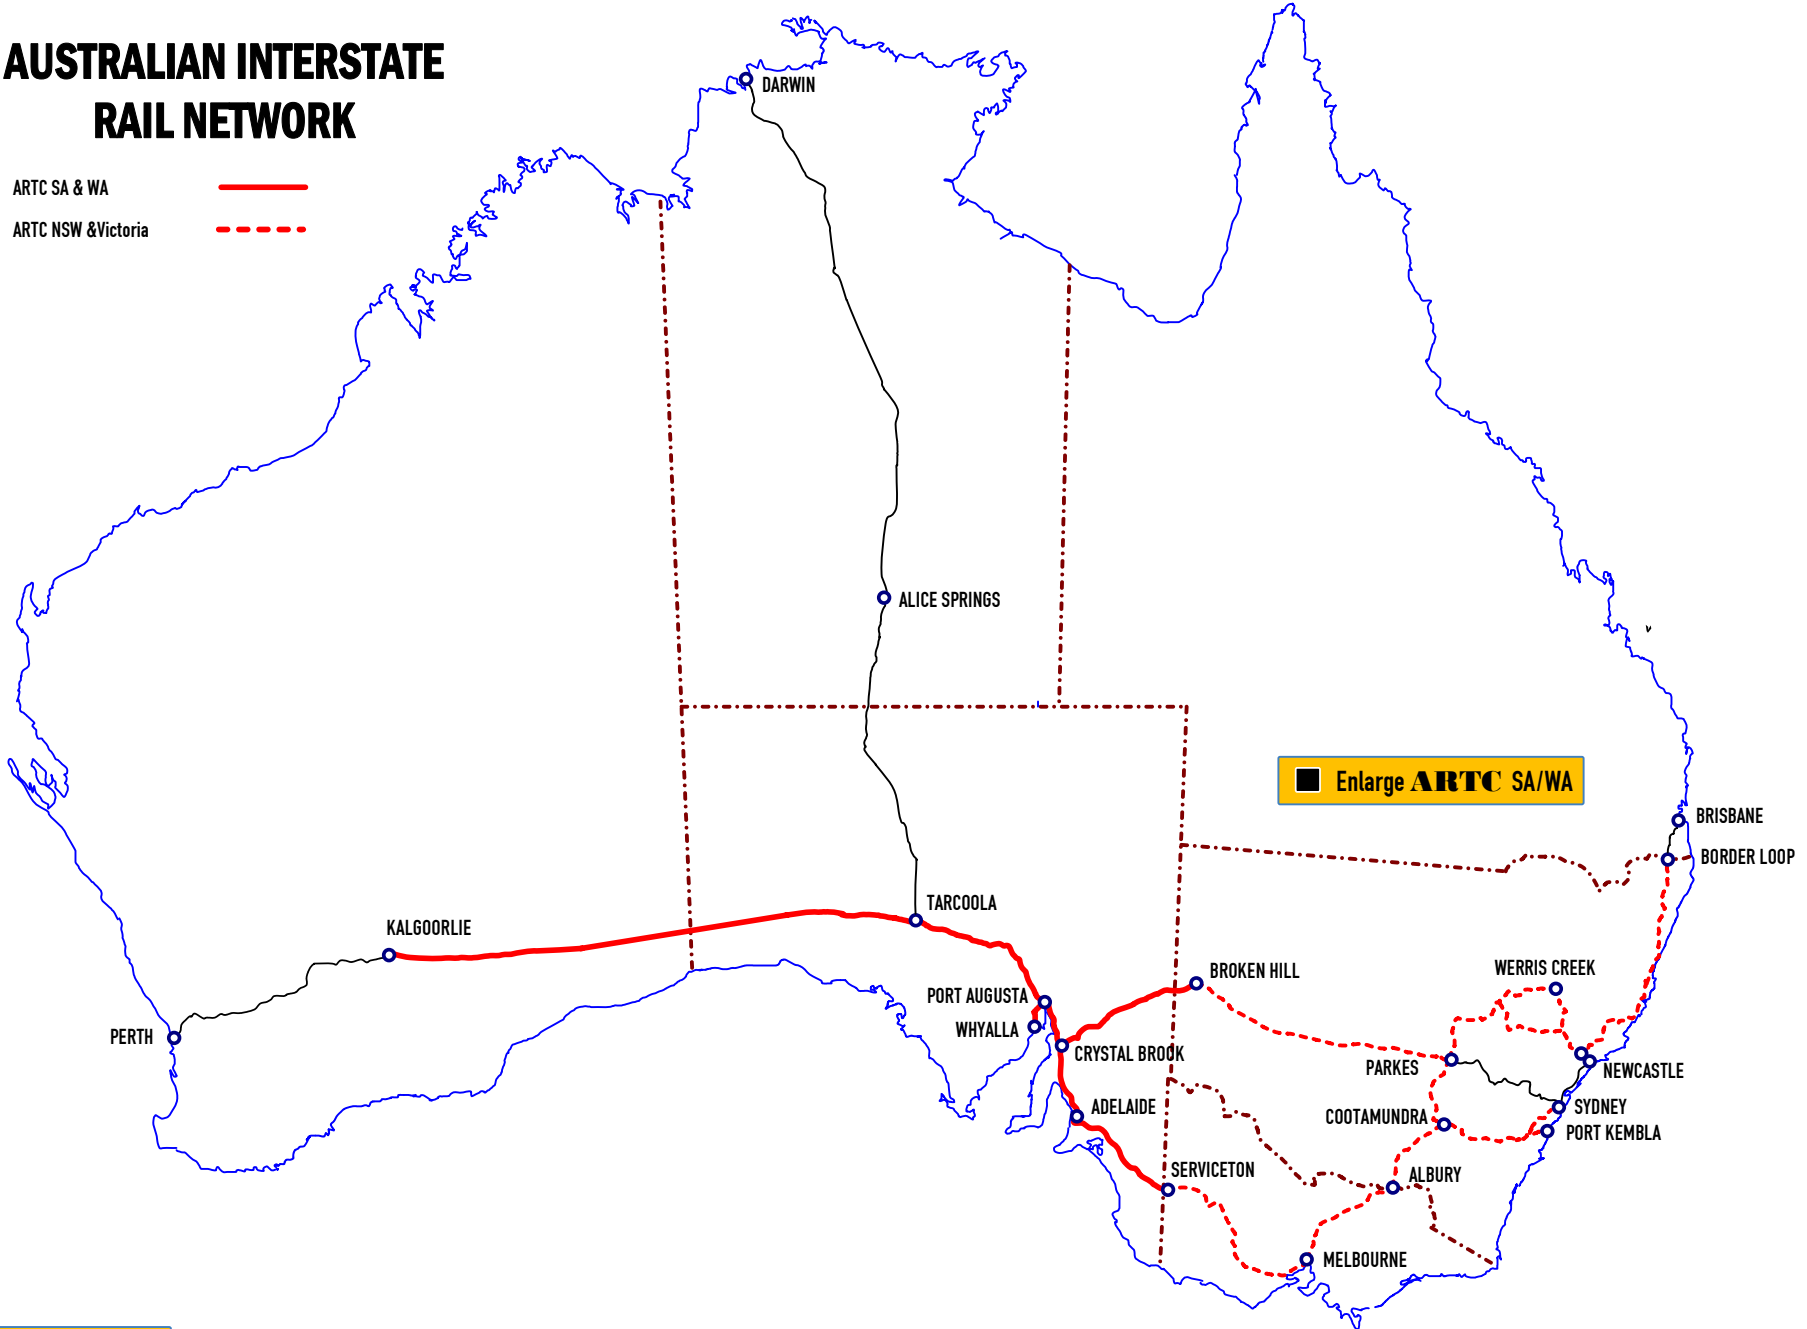 AUSTRALIAN INTERSTATE
RAIL NETWORK
ARTC SA & WA
ARTC NSW &Victoria
DARWIN
ALICE SPRINGS
Enlarge ARTC SA/WA
BRISBANE
BORDER LOOP
TARCOOLA
KALGOORLIE
WERRIS CREEK
BROKEN HILL
PORT AUGUSTA
WHYALLA
PERTH
CRYSTAL BROOK
PARKES
NEWCASTLE
ADELAIDE
COOTAMUNDRA
SYDNEY
PORT KEMBLA
SERVICETON
ALBURY
MELBOURNE